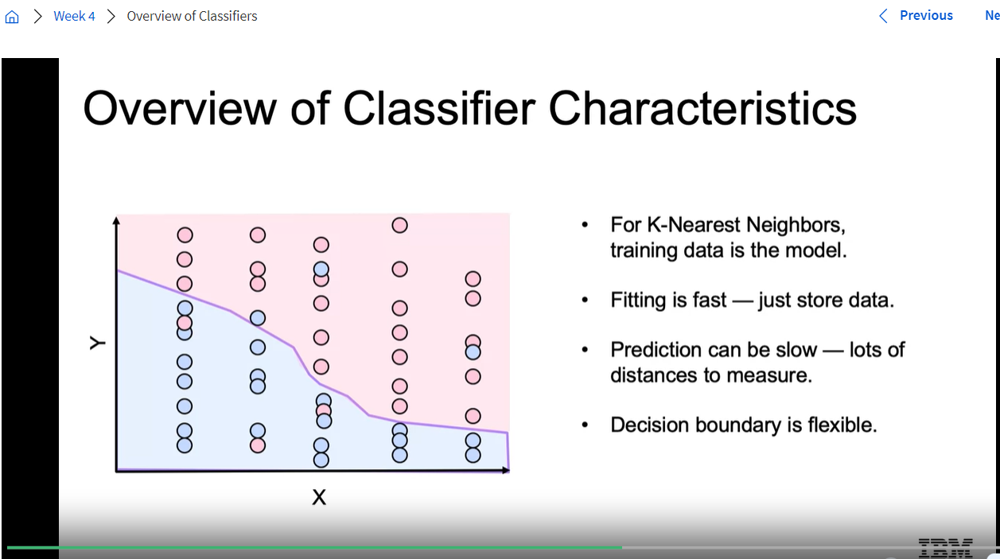 Week 4
Overview of Classifiers
Previous
Ne
Overview of Classifier Characteristics
Y
X
• For K-Nearest Neighbors,
training data is the model.
• Fitting is fast — just store data.
• Prediction can be slow — lots of
distances to measure.
• Decision boundary is flexible.
IBM